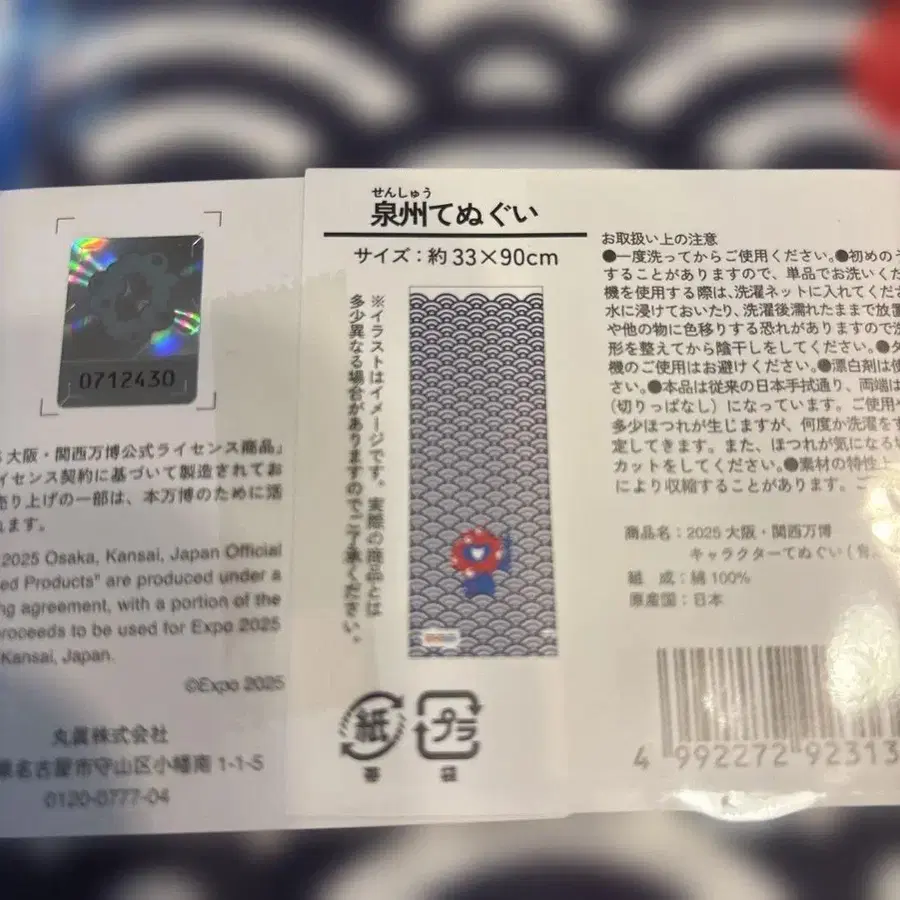 0712430
大阪・関西万博公式ライセンス商品」
イセンス契約に基づいて製造されてお
売り上げの一部は、本万博のために活
ます。
2025 Osaka, Kansai, Japan Official
ed Products" are produced under a
ng agreement, with a portion of the
proceeds to be used for Expo 2025
Kansai, Japan.
©Expo 2025
丸眞株式会社
名古屋市守山区小幡南 1-1-5
0120-0777-04
せんしゅう
泉州てぬぐい
サイズ：約 33×90cm
※イラストはイメージです。実際の商品とは
多少異なる場合がありますのでご了承ください。
紙
プラ
袋
お取扱い上の注意
●一度洗ってからご使用ください。●初めの
することがありますので、単品でお洗いくだ
機を使用する際は、洗濯ネットに入れてくだ
水に浸けておいたり、洗濯後濡れたままで放置
や他の物に色移りする恐れがありますので
形を整えてから陰干しをしてください。●
機のご使用はお避けください。●漂白剤は使
さい。●本品は従来の日本手拭通り、両端は
（切りっぱなし）になっています。ご使用
多少ほつれが生じますが、何度か洗濯を
定してきます。また、ほつれが気になる
カットをしてください。●素材の特性上
により収縮することがあります。
商品名：2025 大阪・関西万博
キャラクターてぬぐい（
組　成：綿 100%
原産国：日本
4 992272 92313